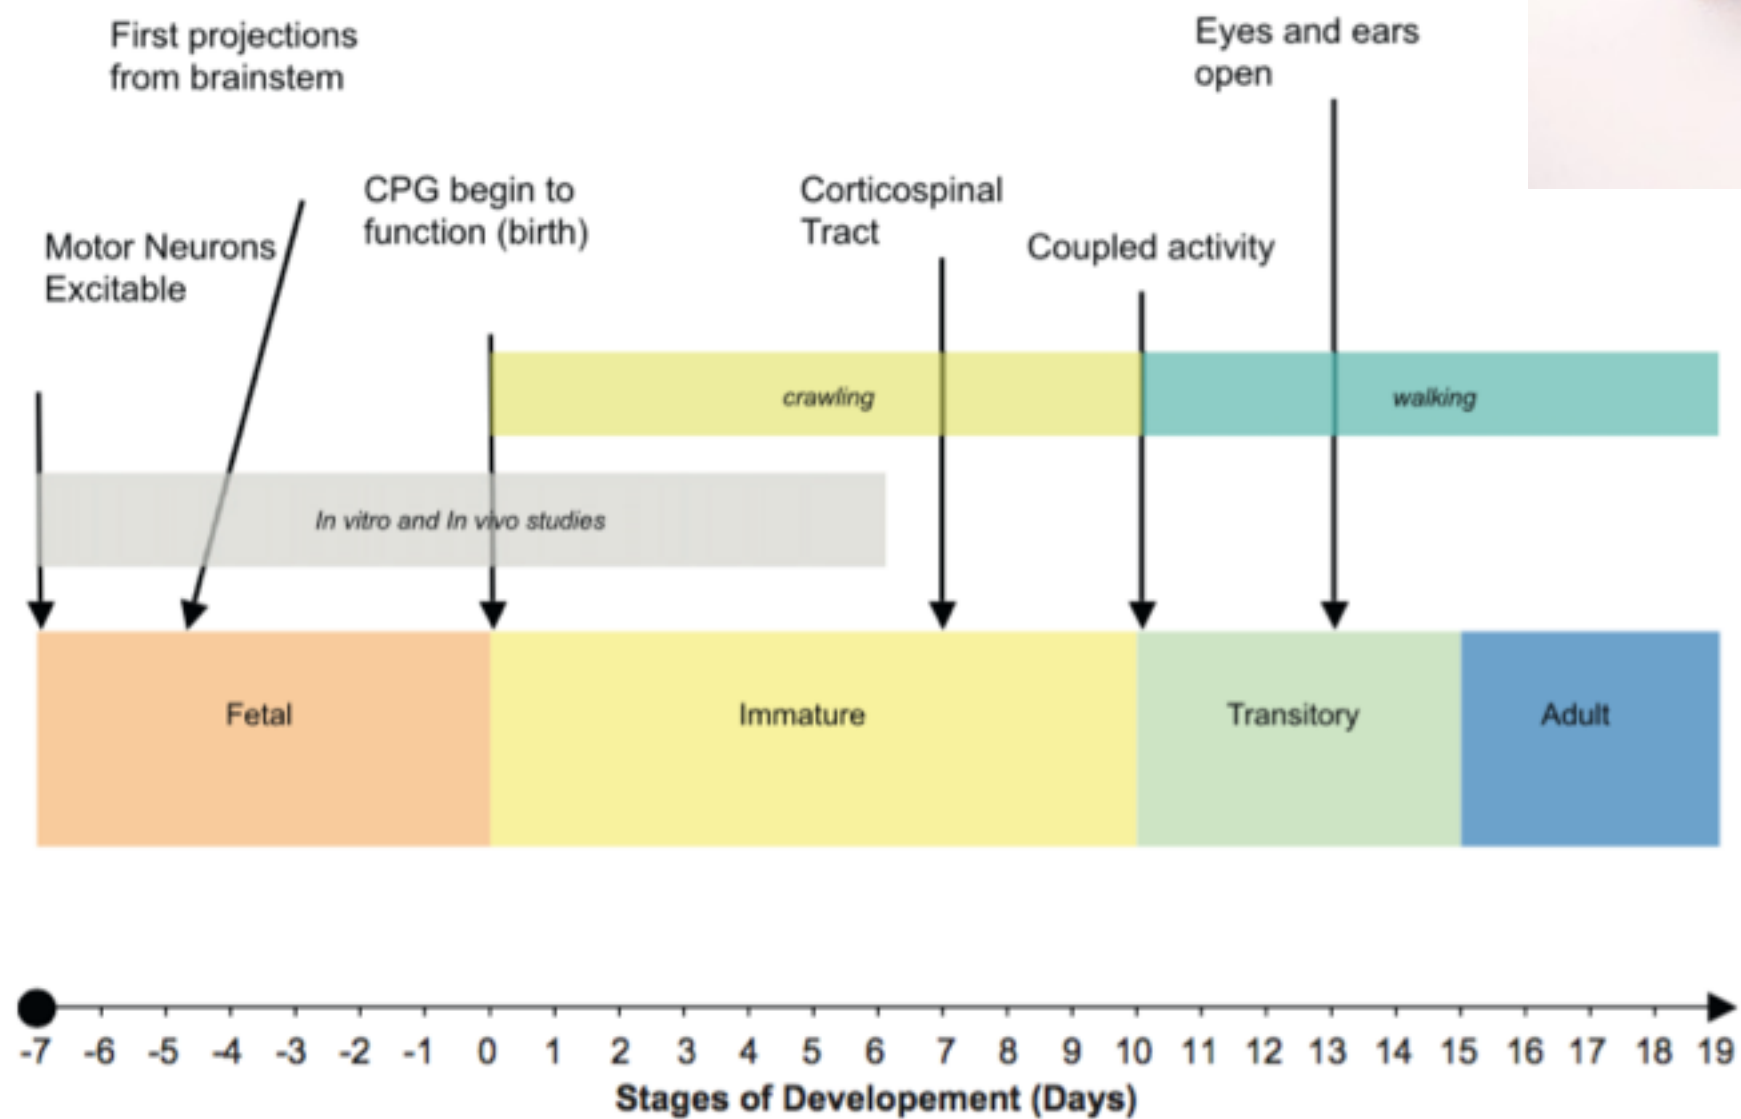 First projections
from brainstem
Eyes and ears
open
CPG begin to
function (birth)
Corticospinal
Tract
Motor Neurons
Excitable
Coupled activity
crawling
walking
In vitro and In vivo studies
Fetal
Immature
Transitory
Adult
-7 -6 -5 -4 -3 -2 -1 0 1 2 3 4 5 6 7 8 9 10 11 12 13 14 15 16 17 18 19
Stages of Developement (Days)